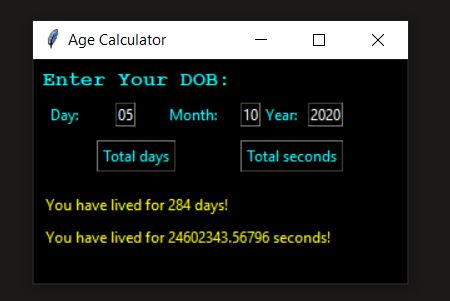 Age Calculator
Enter Your DOB:
Day: 05 Month: 10 Year: 2020
Total days Total seconds
You have lived for 284 days!
You have lived for 24602343.56796 seconds!